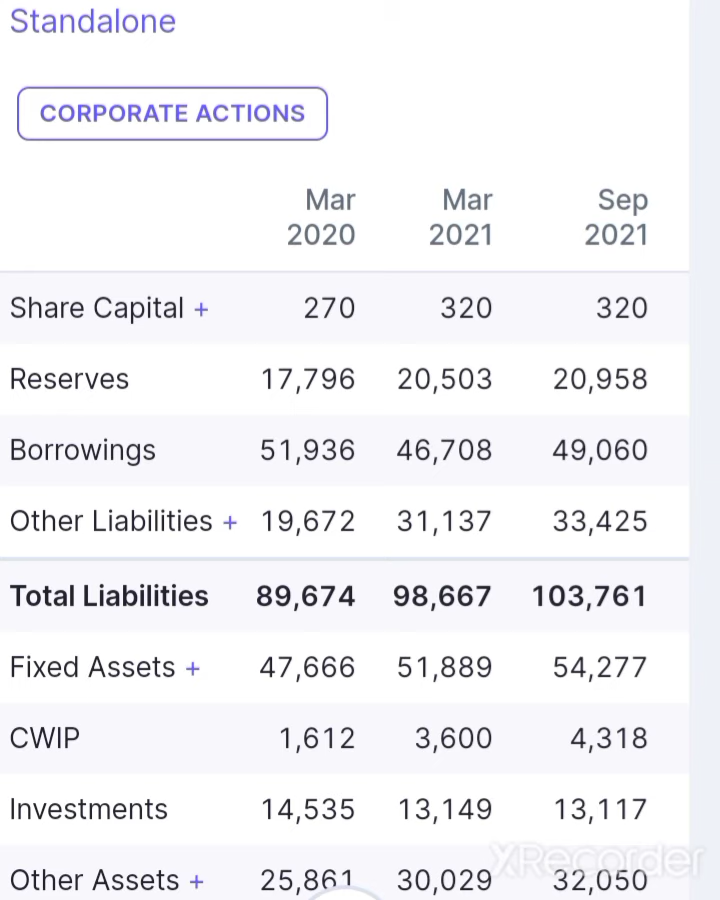 Standalone
CORPORATE ACTIONS
Mar 2020 Mar 2021 Sep 2021
Share Capital + 270 320 320
Reserves 17,796 20,503 20,958
Borrowings 51,936 46,708 49,060
Other Liabilities + 19,672 31,137 33,425
Total Liabilities 89,674 98,667 103,761
Fixed Assets + 47,666 51,889 54,277
CWIP 1,612 3,600 4,318
Investments 14,535 13,149 13,117
XRecorder
Other Assets + 25,861 30,029 32,050